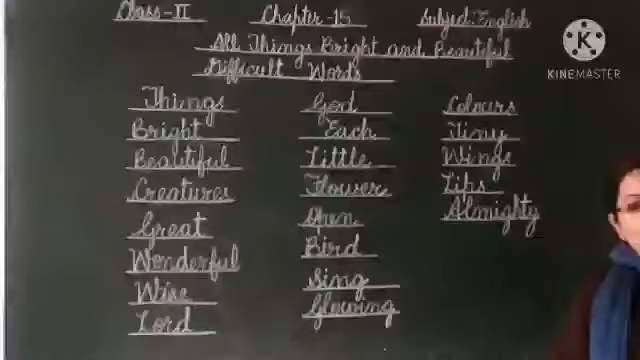 Class-II Chapter-15 Subject-English
All Things Bright and Beautiful
Difficult Words
Things God Colours
Bright Each Tiny
Beautiful Little Wings
Creatures Flower Lips
Great Open Almighty
Wonderful Bird
Wise Sing
Lord Glowing
KINEMASTER